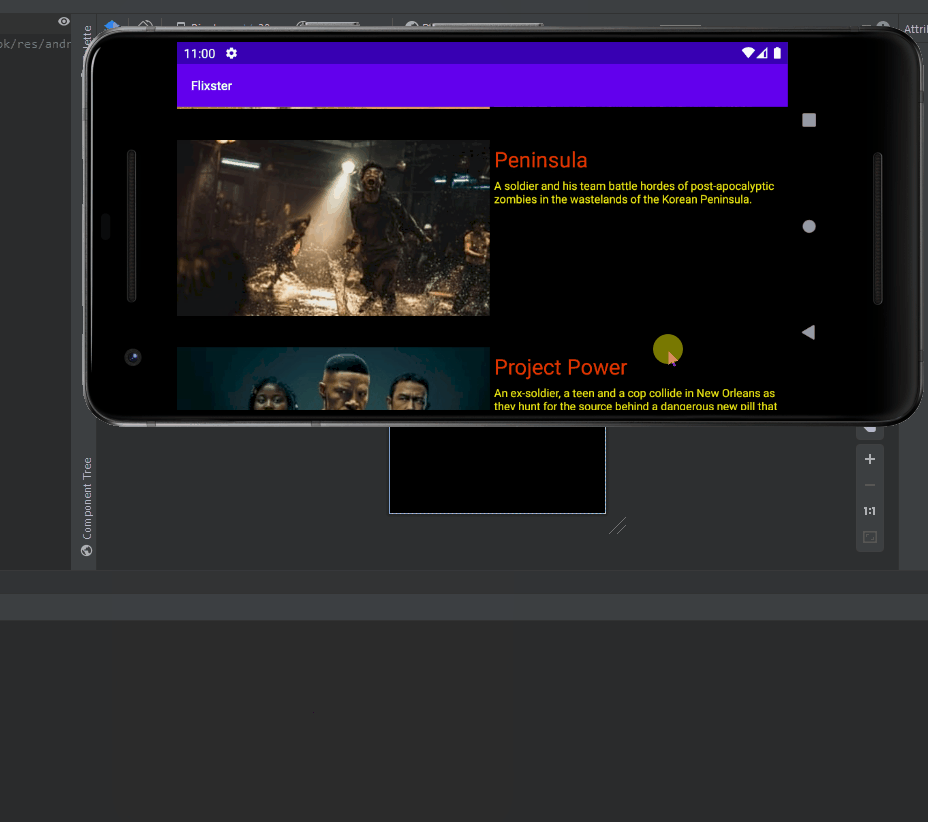 ok/res/andr
11:00
Flixster
Peninsula
A soldier and his team battle hordes of post-apocalyptic
zombies in the wastelands of the Korean Peninsula.
Project Power
An ex-soldier, a teen and a cop collide in New Orleans as
they hunt for the source behind a dangerous new pill that
Component Tree
1:1